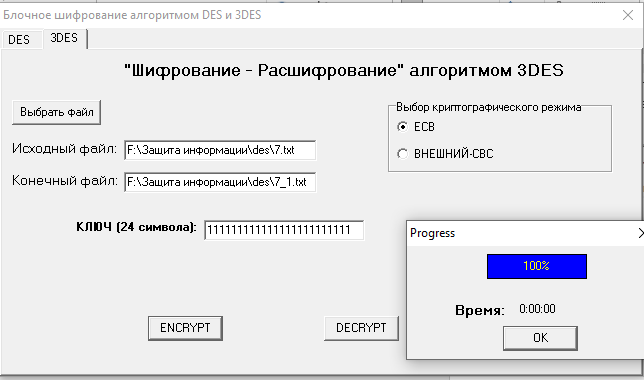 Блочное шифрование алгоритмом DES и 3DES
DES
3DES
"Шифрование - Расшифрование" алгоритмом 3DES
Выбрать файл
Выбор криптографического режима
ECB
ВНЕШНИЙ-СВС
Исходный файл: F:\Защита информации\des\7.txt
Конечный файл: F:\Защита информации\des\7_1.txt
КЛЮЧ (24 символа): 111111111111111111111111
ENCRYPT
DECRYPT
Progress
100%
Время: 0:00:00
OK